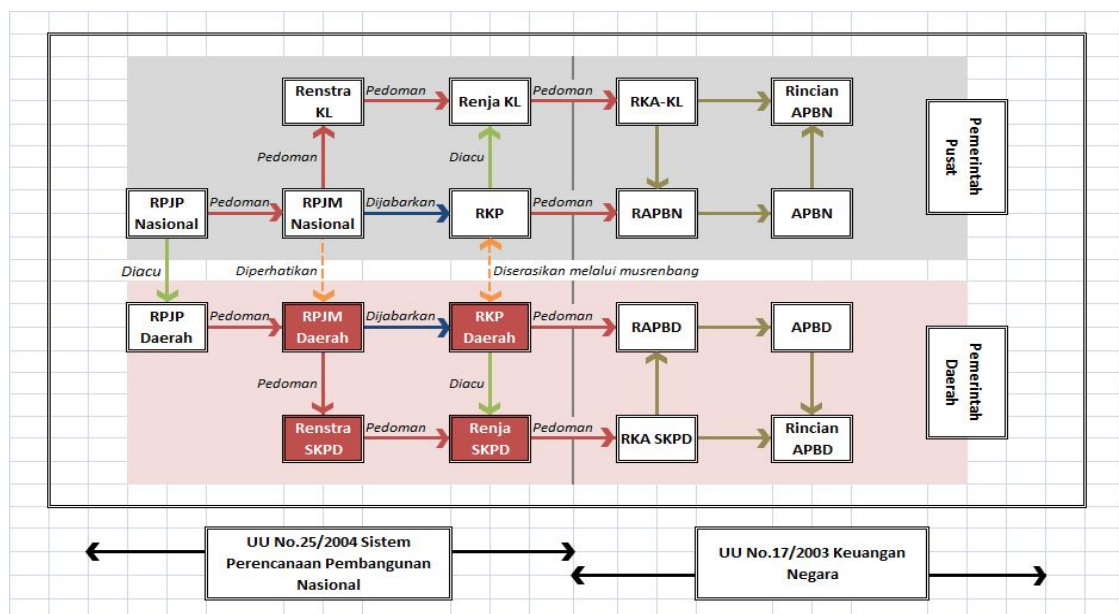 Renstra
KL
Pedoman
Renja KL
Pedoman
RKA-KL
Rincian
APBN
Pemerintah
Pusat
Pedoman
Diacu
RPJP
Nasional
Pedoman
RPJM
Nasional
Dijabarkan
RKP
Pedoman
RAPBN
APBN
Diacu
Diperhatikan
Diserasikan melalui musrenbang
RPJP
Daerah
Pedoman
RPJM
Daerah
Dijabarkan
RKP
Daerah
Pedoman
RAPBD
APBD
Pemerintah
Daerah
Pedoman
Diacu
Renstra
SKPD
Pedoman
Renja
SKPD
Pedoman
RKA SKPD
Rincian
APBD
UU No.25/2004 Sistem
Perencanaan Pembangunan
Nasional
UU No.17/2003 Keuangan
Negara